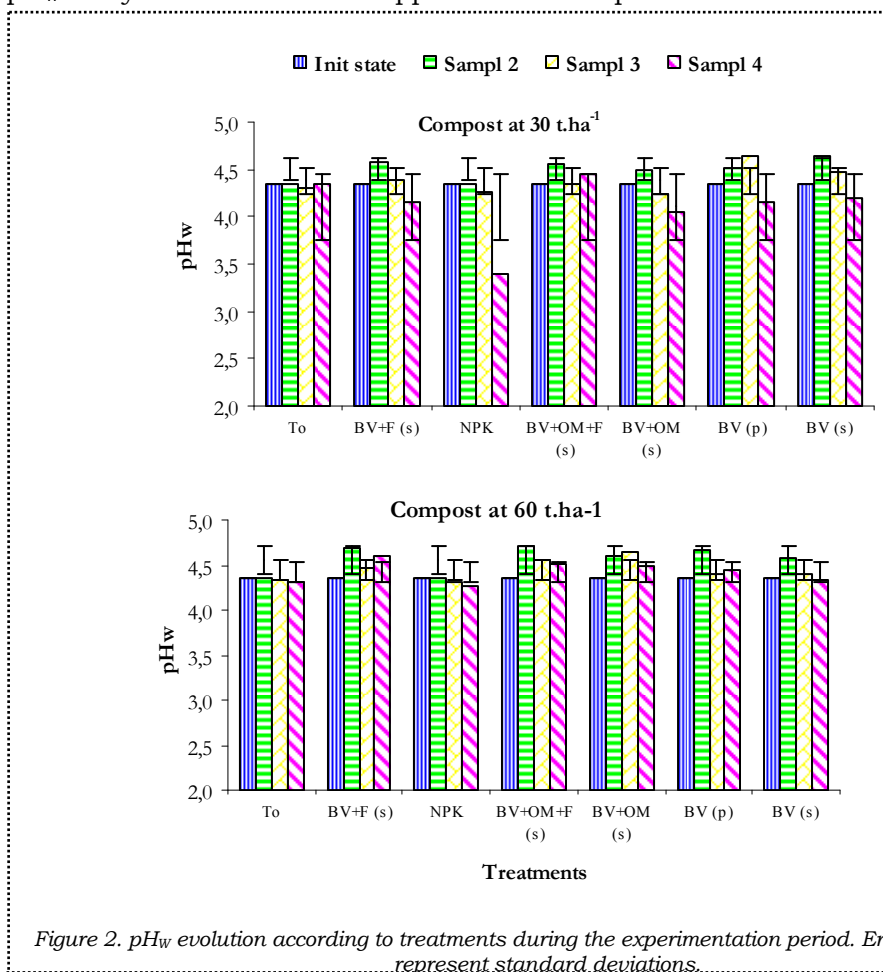 Init state Sampl 2 Sampl 3 Sampl 4
Compost at 30 t.ha-1
5,0
4,5
4,0
3,5
3,0
2,5
2,0
pHw
To BV+F (s) NPK BV+OM+F (s) BV+OM (s) BV (p) BV (s)
Compost at 60 t.ha-1
5,0
4,5
4,0
3,5
3,0
2,5
2,0
pHw
To BV+F (s) NPK BV+OM+F (s) BV+OM (s) BV (p) BV (s)
Treatments
Figure 2. pHW evolution according to treatments during the experimentation period.
represent standard deviations.